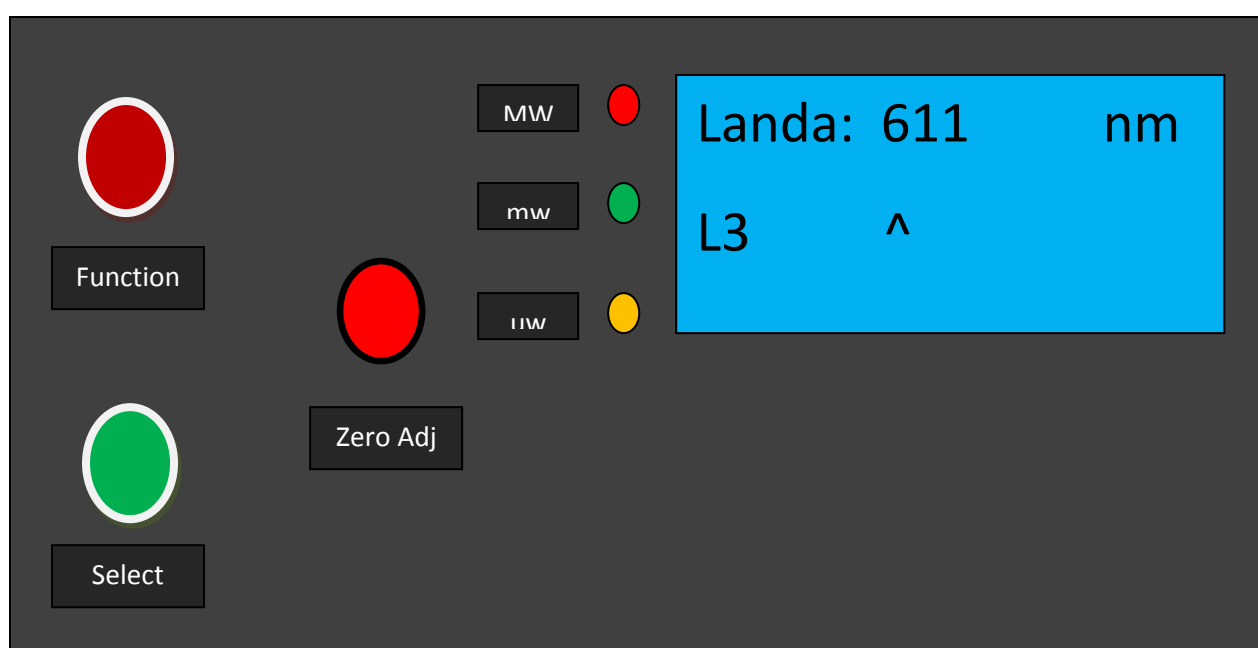 MW
Landa: 611 nm
mw
L3 ^
Function
uw
Zero Adj
Select